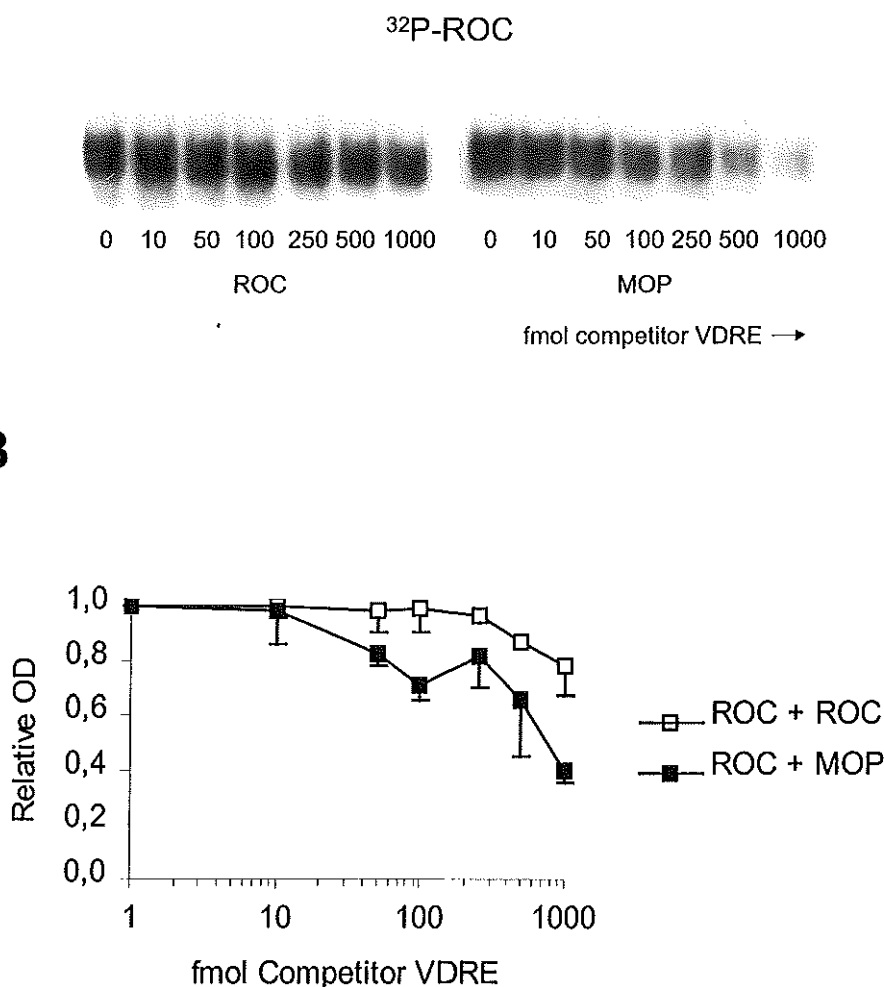 ³²P-ROC
0 10 50 100 250 500 1000 0 10 50 100 250 500 1000
ROC MOP
fmol competitor VDRE →
B
1,0
0,8
0,6
0,4
0,2
0,0
Relative OD
1 10 100 1000
fmol Competitor VDRE
ROC + ROC
ROC + MOP